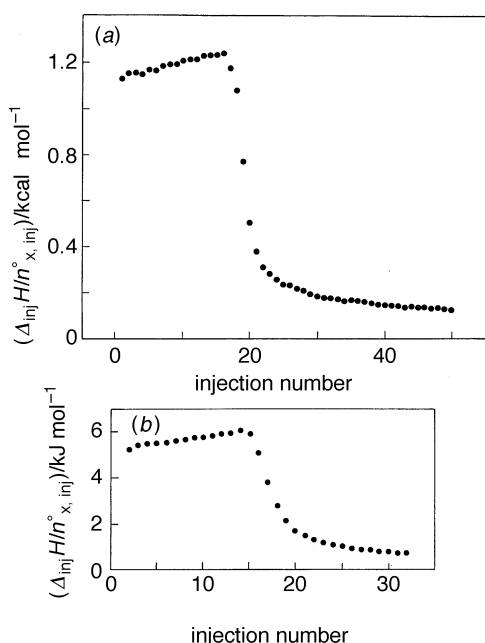 (a)
(Δinj H/n°x, inj)/kcal mol−1
1.2
0.8
0.4
0
0 20 40
injection number
(b)
(Δinj H/n°x, inj)/kJ mol−1
6
4
2
0
0 10 20 30
injection number